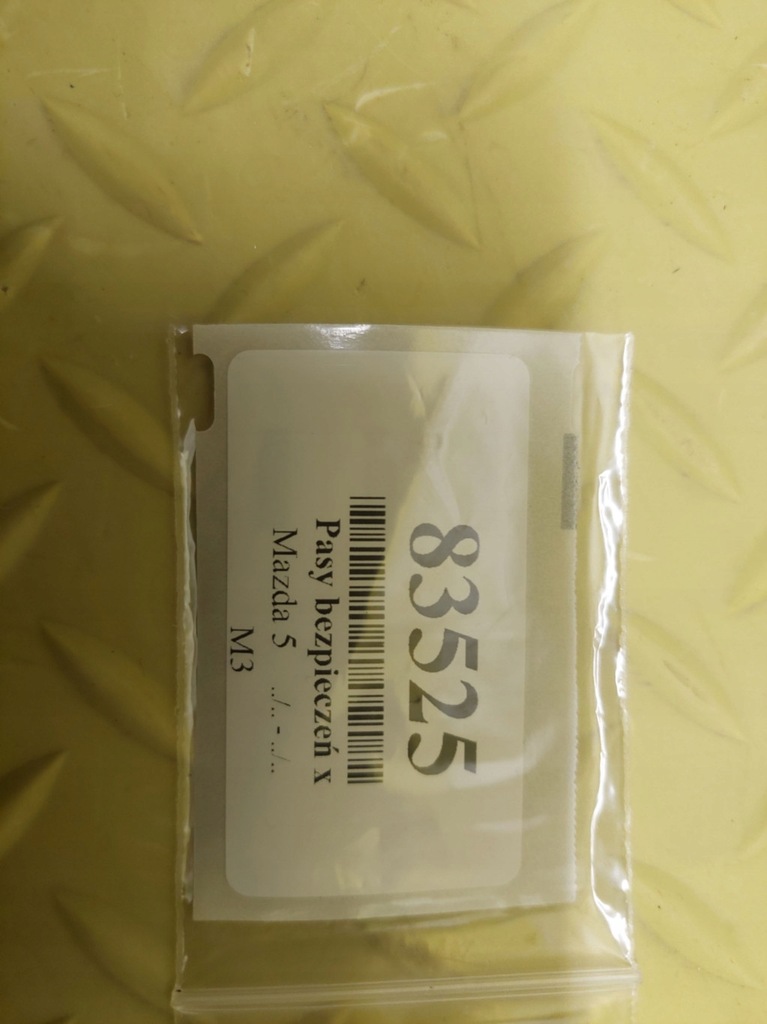 83525
Pasy bezpieczeń x
Mazda 5 ../.. - ../..
M3